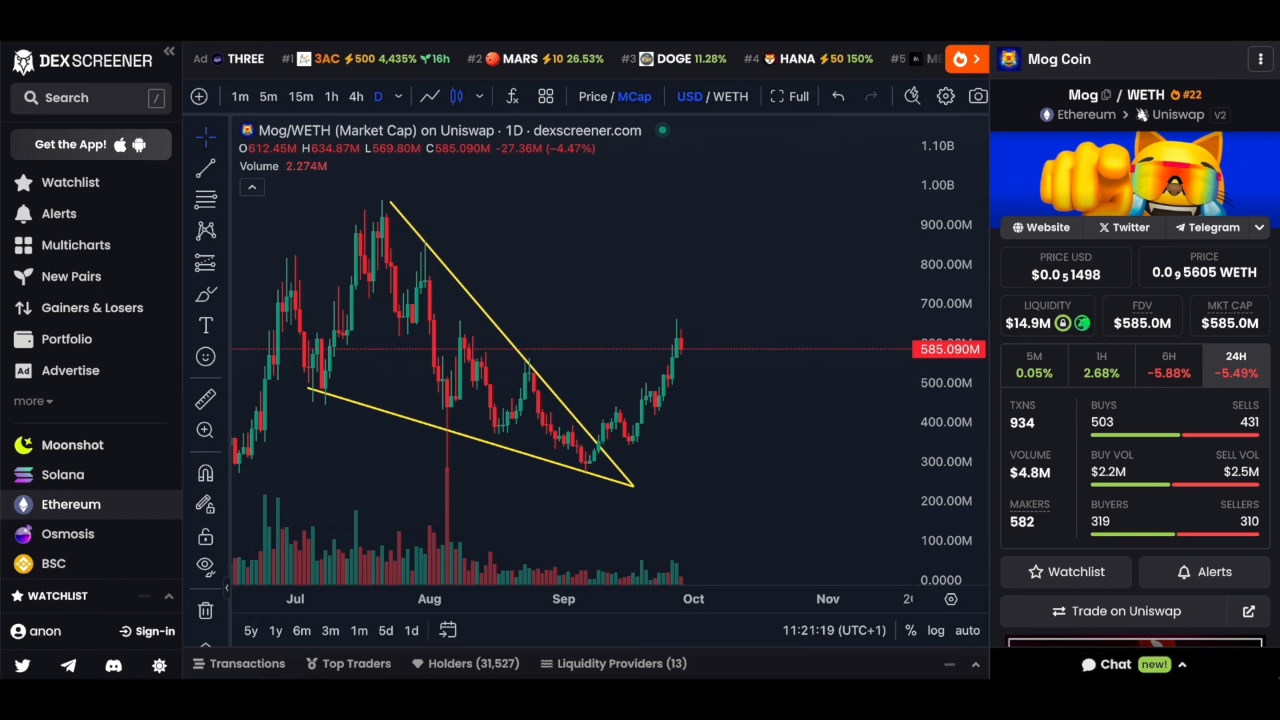 DEX SCREENER
Search /
Get the App!
Watchlist
Alerts
Multicharts
New Pairs
Gainers & Losers
Portfolio
Ad Advertise
more
Moonshot
Solana
Ethereum
Osmosis
BSC
WATCHLIST
anon Sign-in
Ad THREE #1 3AC 500 4,435% 16h #2 MARS 10 26.53% #3 DOGE 11.28% #4 HANA 50 150% #5
1m 5m 15m 1h 4h D Price / MCap USD / WETH Full
Mog/WETH (Market Cap) on Uniswap · 1D · dexscreener.com
O612.45M H634.87M L569.80M C585.090M -27.36M (-4.47%)
Volume 2.274M
1.10B
1.00B
900.00M
800.00M
700.00M
585.090M
500.00M
400.00M
300.00M
200.00M
100.00M
0.0000
Jul Aug Sep Oct Nov
5y 1y 6m 3m 1m 5d 1d 11:21:19 (UTC+1) % log auto
Transactions Top Traders Holders (31,527) Liquidity Providers (13)
Mog Coin
Mog / WETH #22
Ethereum > Uniswap V2
Website Twitter Telegram
PRICE USD PRICE
$0.0₅1498 0.0₉5605 WETH
LIQUIDITY FDV MKT CAP
$14.9M $585.0M $585.0M
5M 1H 6H 24H
0.05% 2.68% -5.88% -5.49%
TXNS BUYS SELLS
934 503 431
VOLUME BUY VOL SELL VOL
$4.8M $2.2M $2.5M
MAKERS BUYERS SELLERS
582 319 310
Watchlist Alerts
Trade on Uniswap
Chat new!